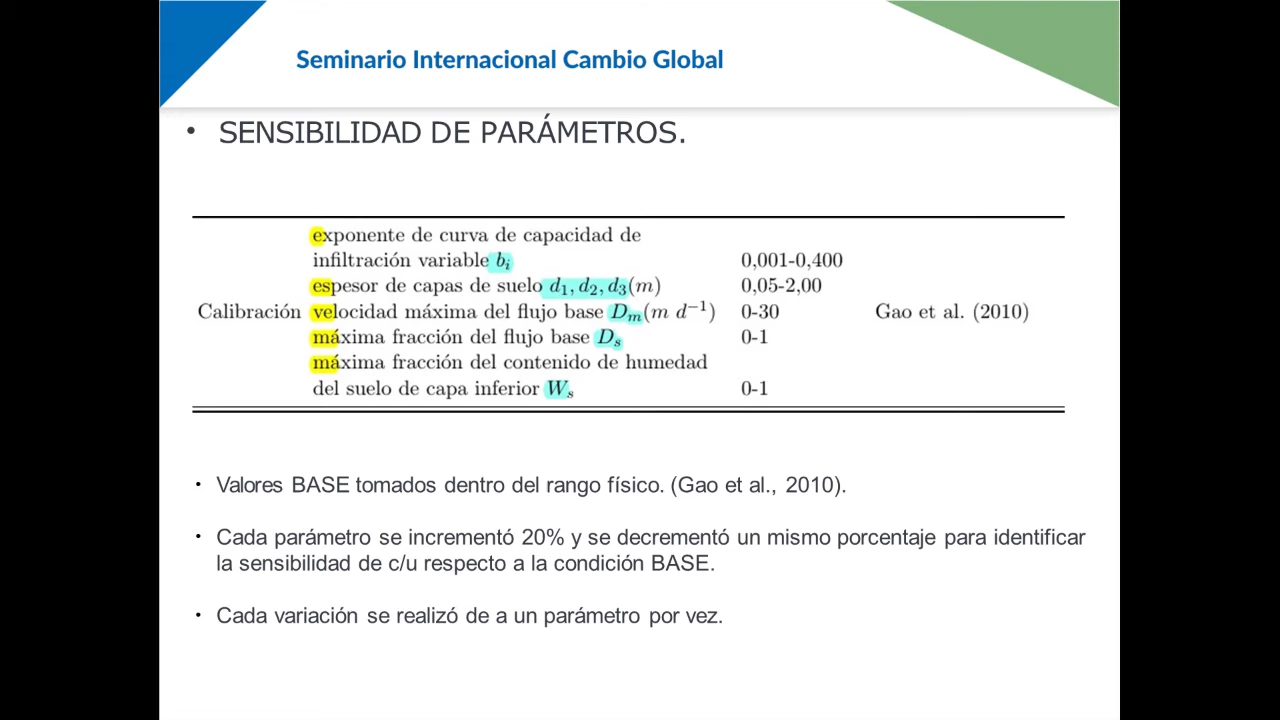 Seminario Internacional Cambio Global
• SENSIBILIDAD DE PARÁMETROS.
exponente de curva de capacidad de
infiltración variable bᵢ 0,001-0,400
espesor de capas de suelo d₁, d₂, d₃(m) 0,05-2,00
Calibración velocidad máxima del flujo base Dₘ(m d⁻¹) 0-30 Gao et al. (2010)
máxima fracción del flujo base Dₛ 0-1
máxima fracción del contenido de humedad
del suelo de capa inferior Wₛ 0-1
• Valores BASE tomados dentro del rango físico. (Gao et al., 2010).
• Cada parámetro se incrementó 20% y se decrementó un mismo porcentaje para identificar
la sensibilidad de c/u respecto a la condición BASE.
• Cada variación se realizó de a un parámetro por vez.